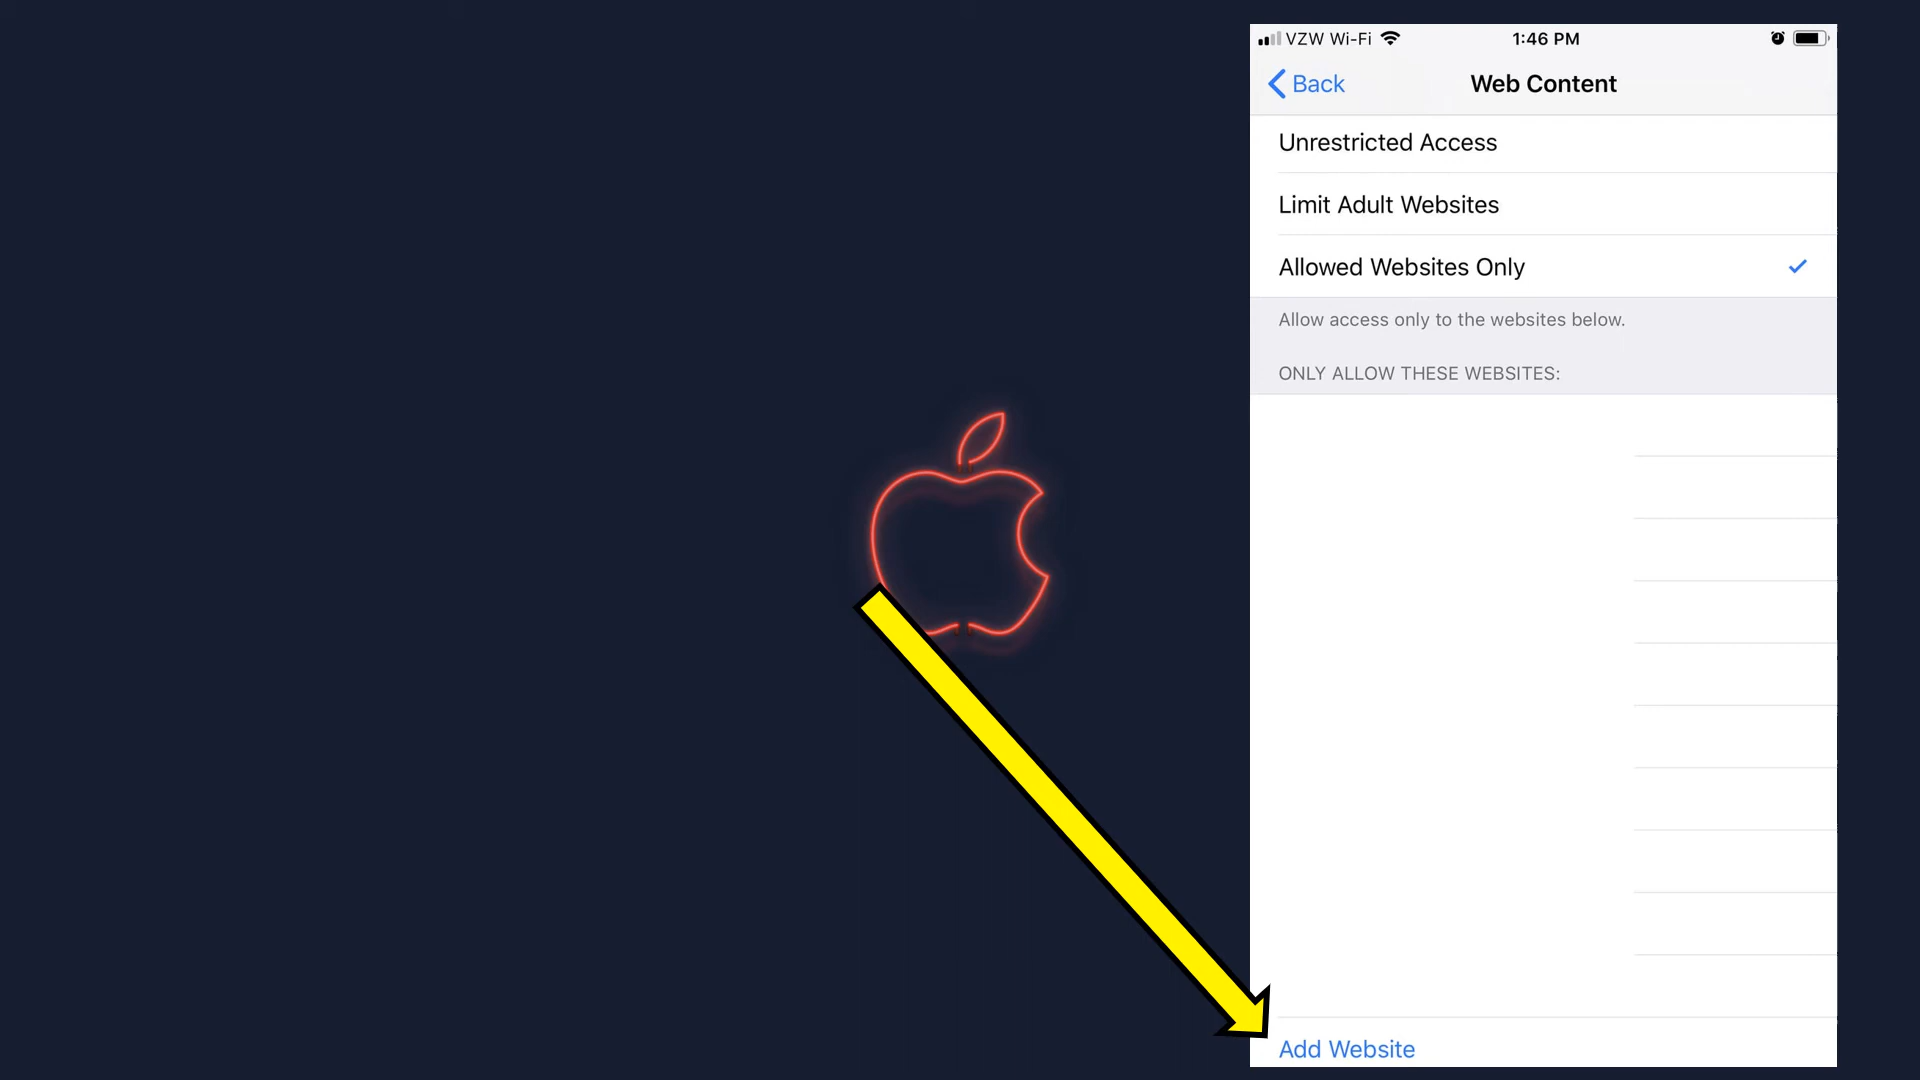 VZW Wi-Fi 1:46 PM
Back Web Content
Unrestricted Access
Limit Adult Websites
Allowed Websites Only
Allow access only to the websites below.
ONLY ALLOW THESE WEBSITES:
Add Website